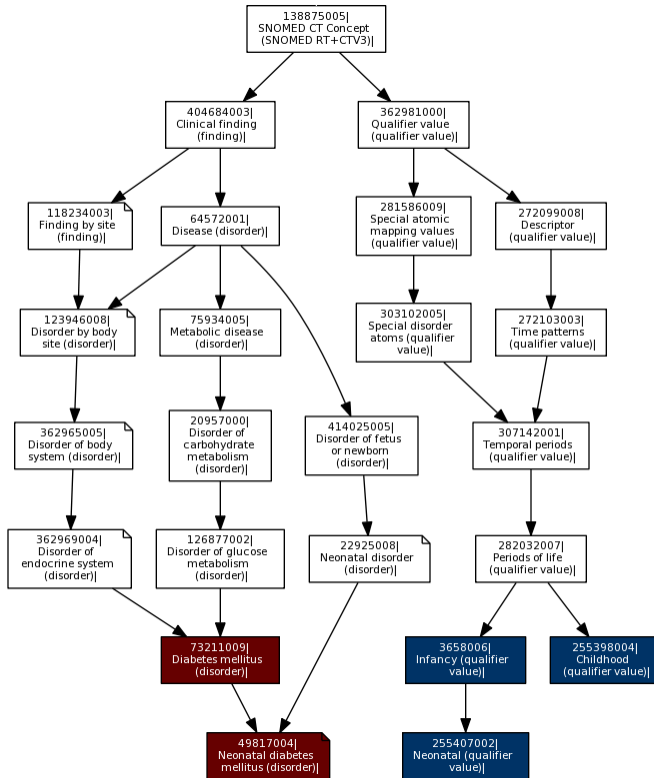 138875005|
SNOMED CT Concept
(SNOMED RT+CTV3)|
404684003|
Clinical finding
(finding)|
362981000|
Qualifier value
(qualifier value)|
118234003|
Finding by site
(finding)|
64572001|
Disease (disorder)|
281586009|
Special atomic
mapping values
(qualifier value)|
272099008|
Descriptor
(qualifier value)|
123946008|
Disorder by body
site (disorder)|
75934005|
Metabolic disease
(disorder)|
303102005|
Special disorder
atoms (qualifier
value)|
272103003|
Time patterns
(qualifier value)|
362965005|
Disorder of body
system (disorder)|
20957000|
Disorder of
carbohydrate
metabolism
(disorder)|
414025005|
Disorder of fetus
or newborn
(disorder)|
307142001|
Temporal periods
(qualifier value)|
362969004|
Disorder of
endocrine system
(disorder)|
126877002|
Disorder of glucose
metabolism
(disorder)|
22925008|
Neonatal disorder
(disorder)|
282032007|
Periods of life
(qualifier value)|
73211009|
Diabetes mellitus
(disorder)|
3658006|
Infancy (qualifier
value)|
255398004|
Childhood
(qualifier value)|
49817004|
Neonatal diabetes
mellitus (disorder)|
255407002|
Neonatal (qualifier
value)|